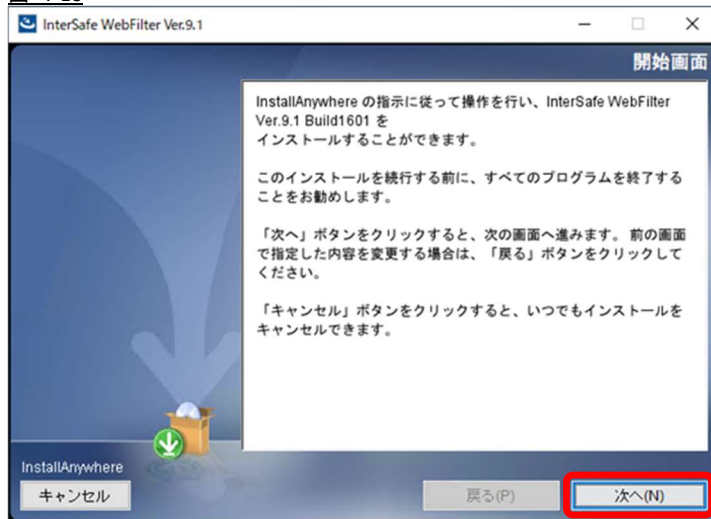 InterSafe WebFilter Ver.9.1
開始画面
InstallAnywhere の指示に従って操作を行い、InterSafe WebFilter
Ver.9.1 Build1601 を
インストールすることができます。
このインストールを続行する前に、すべてのプログラムを終了する
ことをお勧めします。
「次へ」ボタンをクリックすると、次の画面へ進みます。 前の画面
で指定した内容を変更する場合は、「戻る」ボタンをクリックして
ください。
「キャンセル」ボタンをクリックすると、いつでもインストールを
キャンセルできます。
InstallAnywhere
キャンセル
戻る(P)
次へ(N)